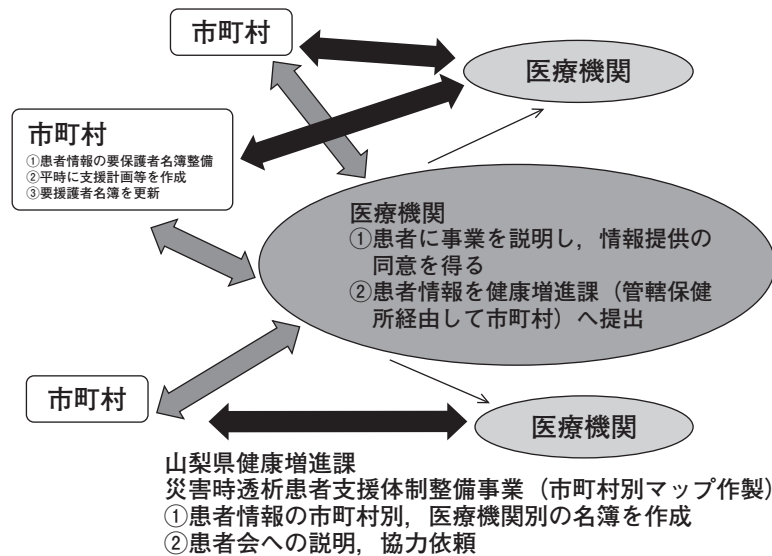 市町村
医療機関
市町村
①患者情報の要保護者名簿整備
②平時に支援計画等を作成
③要援護者名簿を更新
医療機関
①患者に事業を説明し，情報提供の
同意を得る
②患者情報を健康増進課（管轄保健
所経由して市町村）へ提出
市町村
医療機関
山梨県健康増進課
災害時透析患者支援体制整備事業（市町村別マップ作製）
①患者情報の市町村別，医療機関別の名簿を作成
②患者会への説明，協力依頼